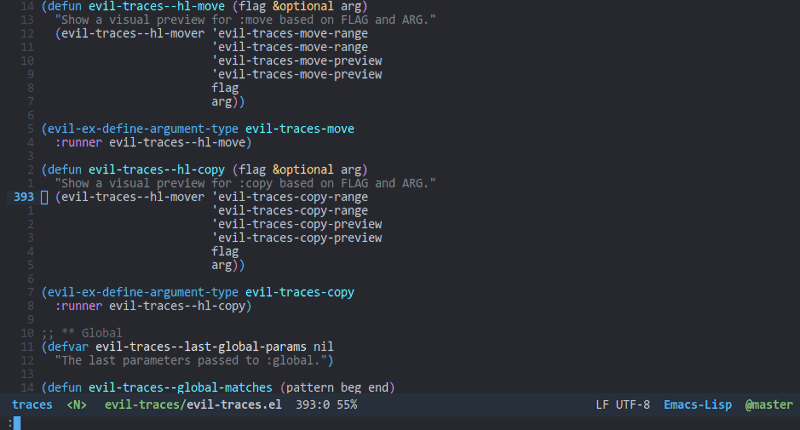 14 (defun evil-traces--hl-move (flag &optional arg)
13   "Show a visual preview for :move based on FLAG and ARG."
12   (evil-traces--hl-mover 'evil-traces-move-range
11                          'evil-traces-move-range
10                          'evil-traces-move-preview
9                          'evil-traces-move-preview
8                          flag
7                          arg))
6
5 (evil-ex-define-argument-type evil-traces-move
4   :runner evil-traces--hl-move)
3
2 (defun evil-traces--hl-copy (flag &optional arg)
1   "Show a visual preview for :copy based on FLAG and ARG."
393   (evil-traces--hl-mover 'evil-traces-copy-range
1                          'evil-traces-copy-range
2                          'evil-traces-copy-preview
3                          'evil-traces-copy-preview
4                          flag
5                          arg))
6
7 (evil-ex-define-argument-type evil-traces-copy
8   :runner evil-traces--hl-copy)
9
10 ;; ** Global
11 (defvar evil-traces--last-global-params nil
12   "The last parameters passed to :global.")
13
14 (defun evil-traces--global-matches (pattern beg end)
traces <N> evil-traces/evil-traces.el 393:0 55% LF UTF-8 Emacs-Lisp @master
: